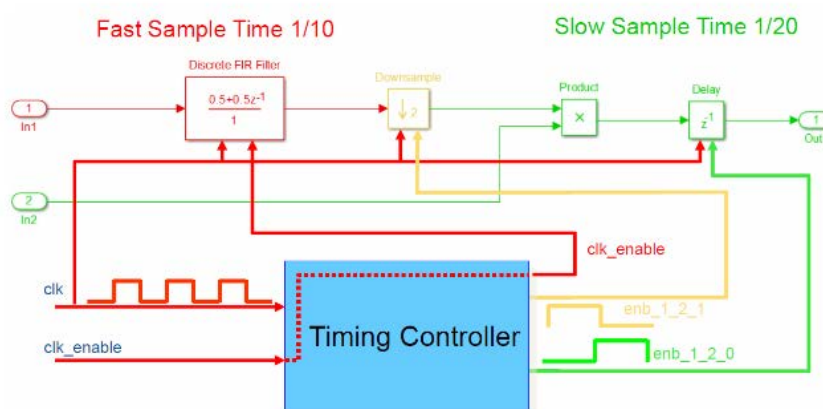 Fast Sample Time 1/10
Slow Sample Time 1/20
Discrete FIR Filter
Downsample
Product
Delay
1
In1
0.5+0.5z-1
1
↓2
×
z-1
1
Out
2
In2
clk_enable
clk
enb_1_2_1
clk_enable
Timing Controller
enb_1_2_0